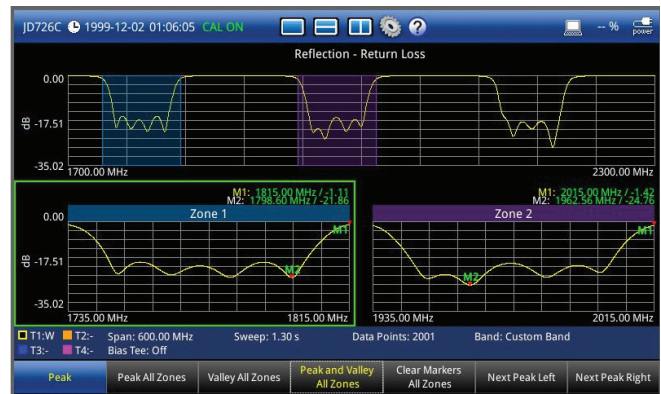 JD726C 1999-12-02 01:06:05 CAL ON ? -- % power
Reflection - Return Loss
0.00
dB -17.51
-35.02
1700.00 MHz 2300.00 MHz
M1: 1815.00 MHz / -1.11
M2: 1798.60 MHz / -21.86
Zone 1
0.00
dB -17.51
-35.02
M1
M2
1735.00 MHz 1815.00 MHz
M1: 2015.00 MHz / -1.42
M2: 1962.56 MHz / -24.76
Zone 2
M1
M2
1935.00 MHz 2015.00 MHz
T1:W T2:- Span: 600.00 MHz Sweep: 1.30 s Data Points: 2001 Band: Custom Band
T3:- T4:- Bias Tee: Off
Peak
Peak All Zones
Valley All Zones
Peak and Valley
All Zones
Clear Markers
All Zones
Next Peak Left
Next Peak Right